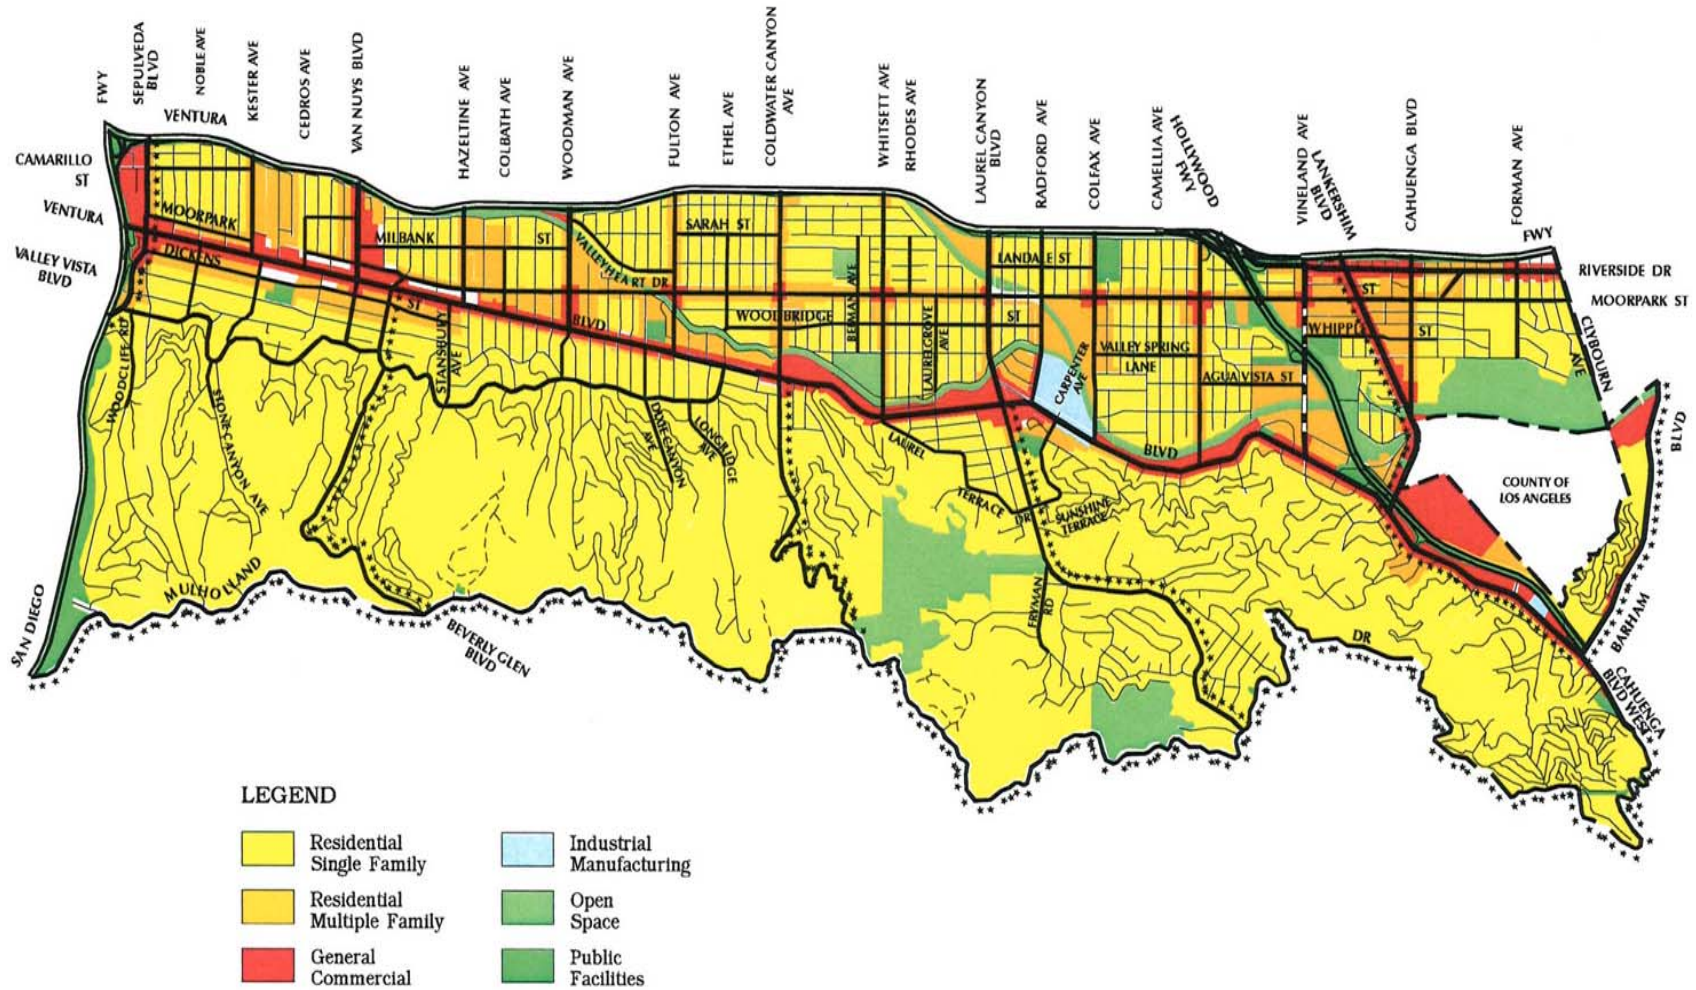 FWY
SEPULVEDA
BLVD
NOBLE AVE
KESTER AVE
CEDROS AVE
VAN NUYS BLVD
HAZELTINE AVE
COLBATH AVE
WOODMAN AVE
FULTON AVE
ETHEL AVE
COLDWATER CANYON
AVE
WHITSETT AVE
RHODES AVE
LAUREL CANYON
BLVD
RADFORD AVE
COLFAX AVE
CAMELLIA AVE
HOLLYWOOD
FWY
VINELAND AVE
LANKERSHIM
BLVD
CAHUENGA BLVD
FORMAN AVE
FWY
VENTURA
CAMARILLO
ST
VENTURA
VALLEY VISTA
BLVD
MOORPARK
DICKENS
ST
MILBANK
ST
VALLEYHEART DR
SARAH ST
LANDALE ST
RIVERSIDE DR
MOORPARK ST
ST
BLVD
WOODBRIDGE
ST
BEEMAN AVE
LAURELGROVE
AVE
WHIPPLE
ST
VALLEY SPRING
LANE
AGUA VISTA ST
CARPENTER
AVE
CLYBOURN
AVE
WOODCLIFF RD
STONE CANYON AVE
STANSBURY
AVE
DIXIE CANYON
AVE
LONGRIDGE
AVE
LAUREL
TERRACE
DR
SUNSHINE
TERRACE
BLVD
FRYMAN
RD
COUNTY OF
LOS ANGELES
BLVD
BARHAM
SAN DIEGO
MULHOLLAND
DR
BEVERLY GLEN
BLVD
CAHUENGA
BLVD WEST
LEGEND
Residential
Single Family
Residential
Multiple Family
General
Commercial
Industrial
Manufacturing
Open
Space
Public
Facilities